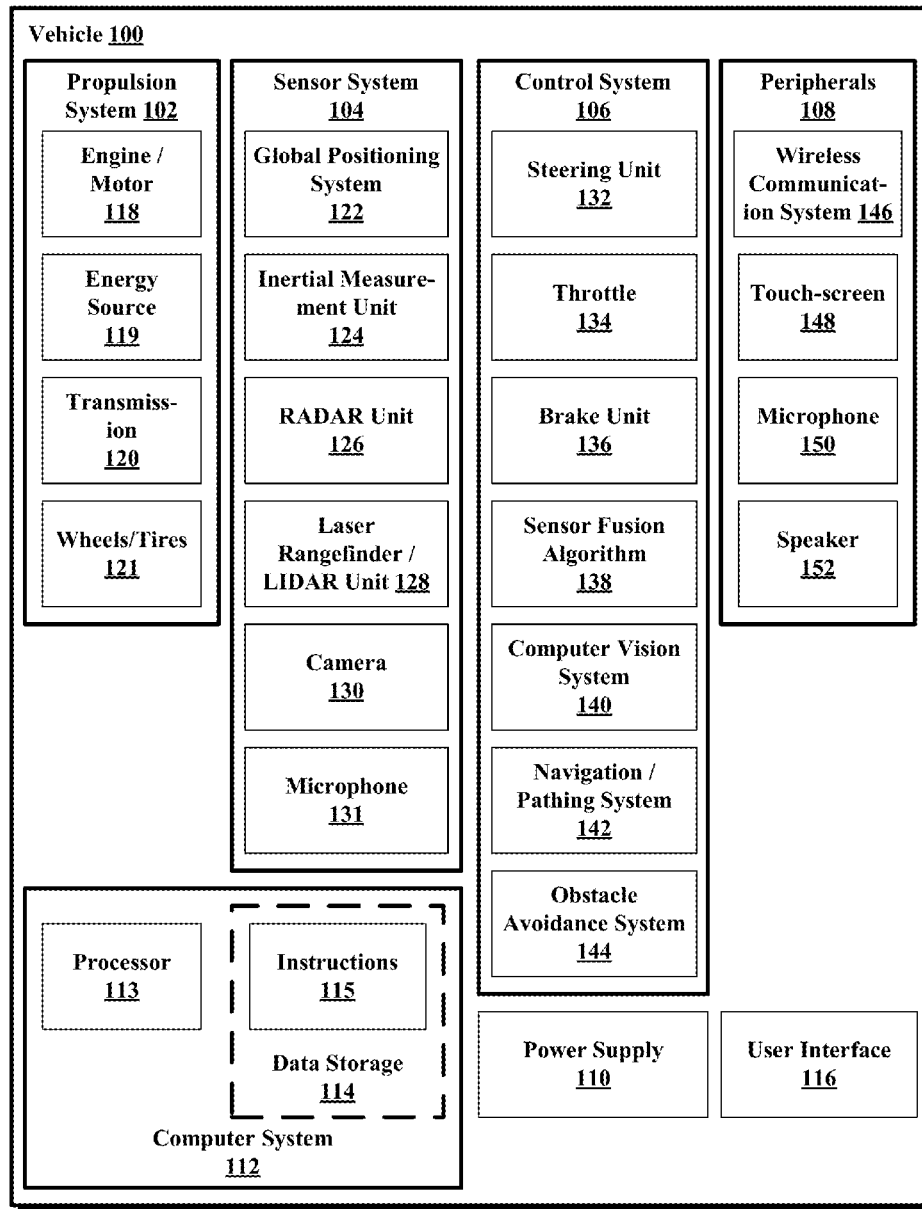 Vehicle 100
Propulsion
System 102
Engine /
Motor
118
Energy
Source
119
Transmiss-
ion
120
Wheels/Tires
121
Sensor System
104
Global Positioning
System
122
Inertial Measure-
ment Unit
124
RADAR Unit
126
Laser
Rangefinder /
LIDAR Unit 128
Camera
130
Microphone
131
Control System
106
Steering Unit
132
Throttle
134
Brake Unit
136
Sensor Fusion
Algorithm
138
Computer Vision
System
140
Navigation /
Pathing System
142
Obstacle
Avoidance System
144
Peripherals
108
Wireless
Communicat-
ion System 146
Touch-screen
148
Microphone
150
Speaker
152
Processor
113
Instructions
115
Data Storage
114
Computer System
112
Power Supply
110
User Interface
116